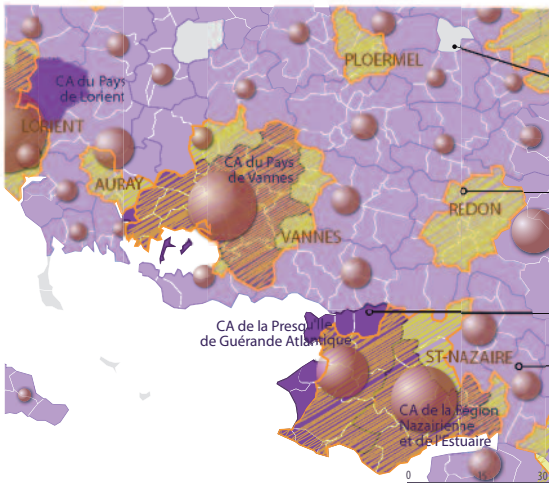 PLOERMEL
CA du Pays
de Lorient
LORIENT
CA du Pays
de Vannes
AURAY
REDON
VANNES
CA de la Presqu'île
de Guérande Atlantique
ST-NAZAIRE
CA de la Région
Nazairienne
et de l'Estuaire
0 15 30